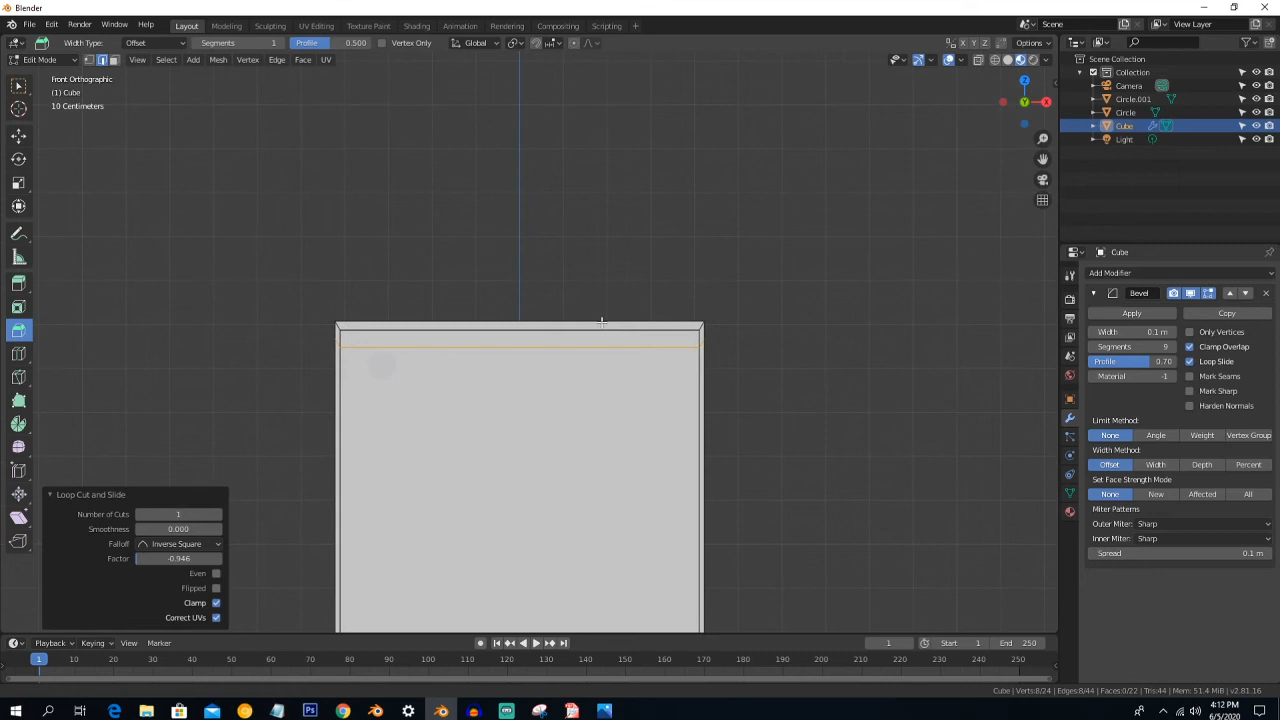 Blender
File Edit Render Window Help Layout Modeling Sculpting UV Editing Texture Paint Shading Animation Rendering Compositing Scripting + Scene View Layer
Width Type: Offset Segments 1 Profile 0.500 Vertex Only Global X Y Z Options
Edit Mode View Select Add Mesh Vertex Edge Face UV
Scene Collection
Collection
Camera
Circle.001
Circle
Cube
Light
Front Orthographic
(1) Cube
10 Centimeters
Z
Y
X
Cube
Add Modifier
Bevel
Apply Copy
Width 0.1 m Only Vertices
Segments 9 Clamp Overlap
Profile 0.70 Loop Slide
Material -1 Mark Seams
Mark Sharp
Harden Normals
Limit Method:
None Angle Weight Vertex Group
Width Method:
Offset Width Depth Percent
Set Face Strength Mode
None New Affected All
Miter Patterns
Outer Miter: Sharp
Inner Miter: Sharp
Spread 0.1 m
Loop Cut and Slide
Number of Cuts 1
Smoothness 0.000
Falloff Inverse Square
Factor -0.946
Even
Flipped
Clamp
Correct UVs
Playback Keying View Marker 1 Start 1 End 250
1 10 20 30 40 50 60 70 80 90 100 110 120 130 140 150 160 170 180 190 200 210 220 230 240 250
Cube | Verts:8/24 | Edges:8/44 | Faces:0/22 | Tris:44 | Mem: 51.4 MiB | v2.81.16
4:12 PM
6/5/2020